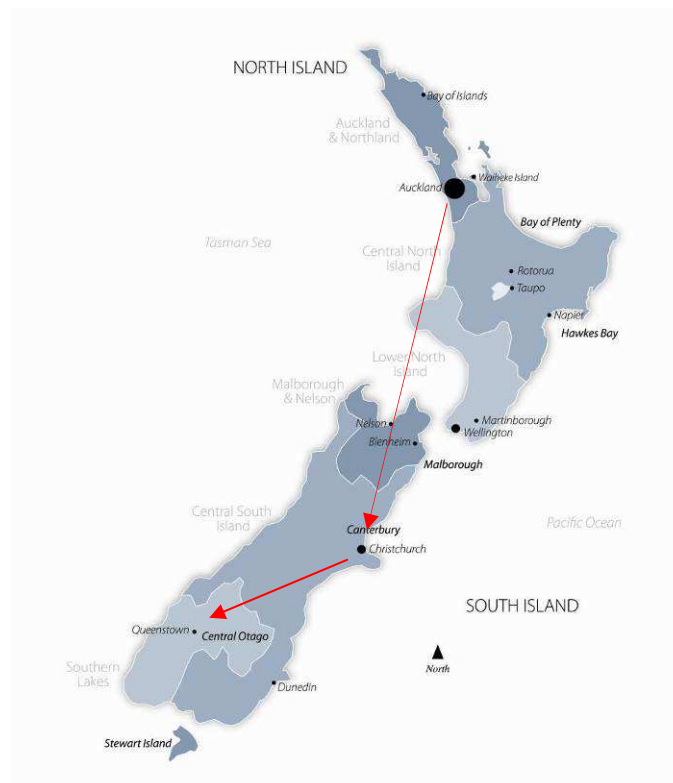 NORTH ISLAND
Bay of Islands
Auckland
& Northland
Waiheke Island
Auckland
Bay of Plenty
Tasman Sea
Central North
Island
Rotorua
Taupo
Napier
Hawkes Bay
Lower North
Island
Malborough
& Nelson
Nelson
Martinborough
Wellington
Blenheim
Malborough
Central South
Island
Canterbury
Pacific Ocean
Christchurch
SOUTH ISLAND
Queenstown
Central Otago
North
Southern
Lakes
Dunedin
Stewart Island